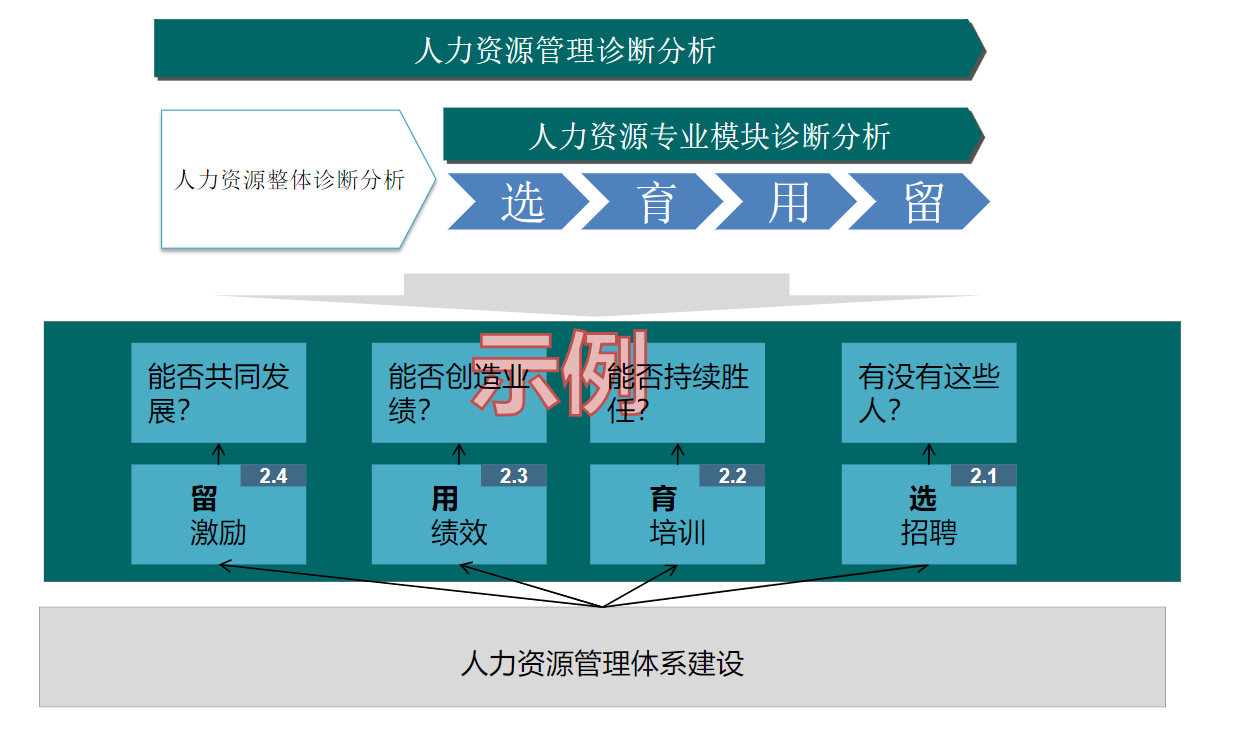 人力资源管理诊断分析
人力资源专业模块诊断分析
人力资源整体诊断分析
选
育
用
留
示例
能否共同发
展?
能否创造业
绩?
能否持续胜
任?
有没有这些
人?
2.4
留
激励
2.3
用
绩效
2.2
育
培训
2.1
选
招聘
人力资源管理体系建设